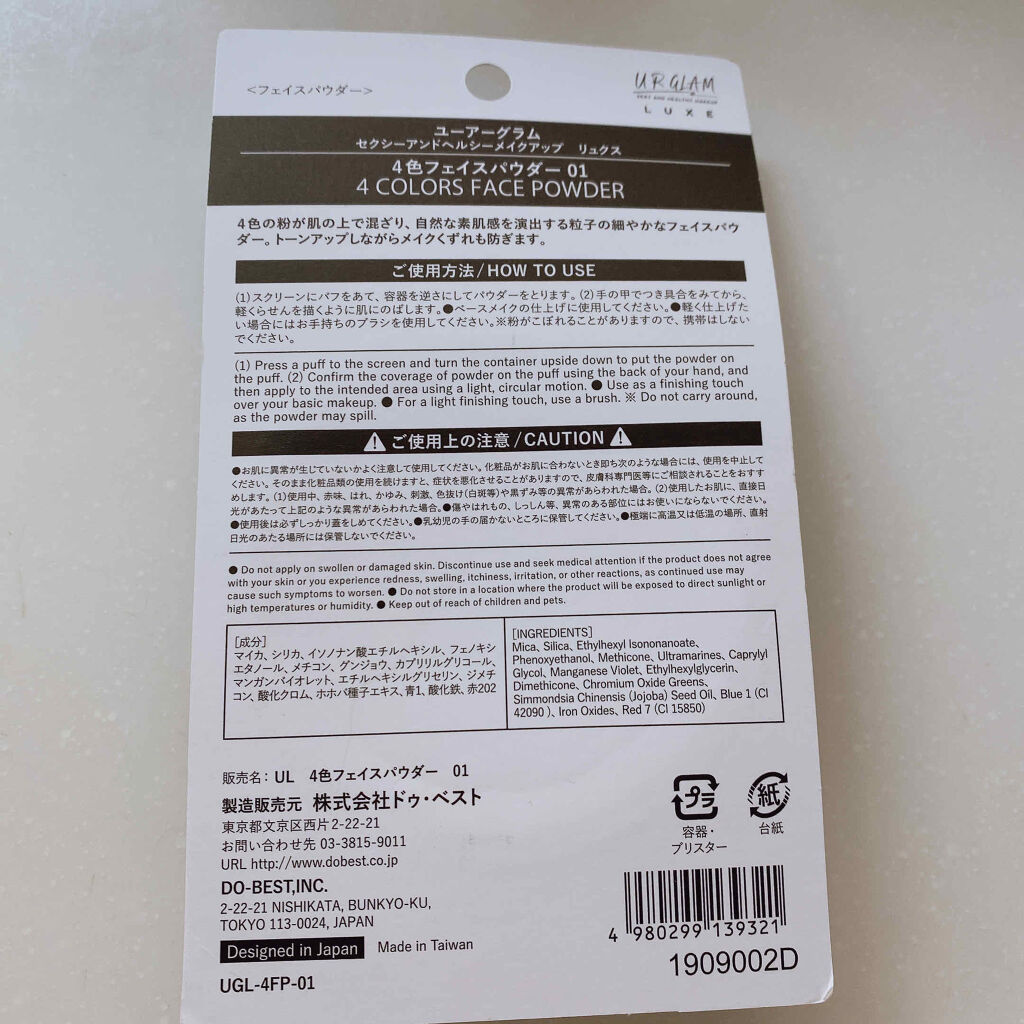 <フェイスパウダー>
UR GLAM
SEXY AND HEALTHY MAKEUP
LUXE
ユーアーグラム
セクシーアンドヘルシーメイクアップ リュクス
4色フェイスパウダー 01
4 COLORS FACE POWDER
4色の粉が肌の上で混ざり、自然な素肌感を演出する粒子の細やかなフェイスパウ
ダー。トーンアップしながらメイクくずれも防ぎます。
ご使用方法/HOW TO USE
(1)スクリーンにパフをあて、容器を逆さにしてパウダーをとります。(2)手の甲でつき具合をみてから、
軽くらせんを描くように肌にのばします。●ベースメイクの仕上げに使用してください。●軽く仕上げた
い場合にはお手持ちのブラシを使用してください。※粉がこぼれることがありますので、携帯はしない
でください。
(1) Press a puff to the screen and turn the container upside down to put the powder on
the puff. (2) Confirm the coverage of powder on the puff using the back of your hand, and
then apply to the intended area using a light, circular motion. ● Use as a finishing touch
over your basic makeup. ● For a light finishing touch, use a brush. ※ Do not carry around,
as the powder may spill.
ご使用上の注意/CAUTION
●お肌に異常が生じていないかよく注意して使用してください。化粧品がお肌に合わないとき即ち次のような場合には、使用を中止して
ください。そのまま化粧品類の使用を続けますと、症状を悪化させることがありますので、皮膚科専門医等にご相談されることをおすす
めします。(1)使用中、赤味、はれ、かゆみ、刺激、色抜け(白斑等)や黒ずみ等の異常があらわれた場合。(2)使用したお肌に、直接日
光があたって上記のような異常があらわれた場合。●傷やはれもの、しっしん等、異常のある部位にはお使いにならないでください。
●使用後は必ずしっかり蓋をしめてください。●乳幼児の手の届かないところに保管してください。●極端に高温又は低温の場所、直射
日光のあたる場所には保管しないでください。
● Do not apply on swollen or damaged skin. Discontinue use and seek medical attention if the product does not agree
with your skin or you experience redness, swelling, itchiness, irritation, or other reactions, as continued use may
cause such symptoms to worsen. ● Do not store in a location where the product will be exposed to direct sunlight or
high temperatures or humidity. ● Keep out of reach of children and pets.
[成分]
マイカ、シリカ、イソノナン酸エチルヘキシル、フェノキシ
エタノール、メチコン、グンジョウ、カプリリルグリコール、
マンガンバイオレット、エチルヘキシルグリセリン、ジメチ
コン、酸化クロム、ホホバ種子エキス、青1、酸化鉄、赤202
[INGREDIENTS]
Mica, Silica, Ethylhexyl Isononanoate,
Phenoxyethanol, Methicone, Ultramarines, Caprylyl
Glycol, Manganese Violet, Ethylhexylglycerin,
Dimethicone, Chromium Oxide Greens,
Simmondsia Chinensis (Jojoba) Seed Oil, Blue 1 (CI
42090 ), Iron Oxides, Red 7 (CI 15850)
販売名: UL 4色フェイスパウダー 01
製造販売元 株式会社ドゥ・ベスト
東京都文京区西片2-22-21
お問い合わせ先 03-3815-9011
URL http://www.dobest.co.jp
DO-BEST,INC.
2-22-21 NISHIKATA, BUNKYO-KU,
TOKYO 113-0024, JAPAN
Designed in Japan Made in Taiwan
UGL-4FP-01
プラ
容器・
ブリスター
紙
台紙
4 980299 139321
1909002D